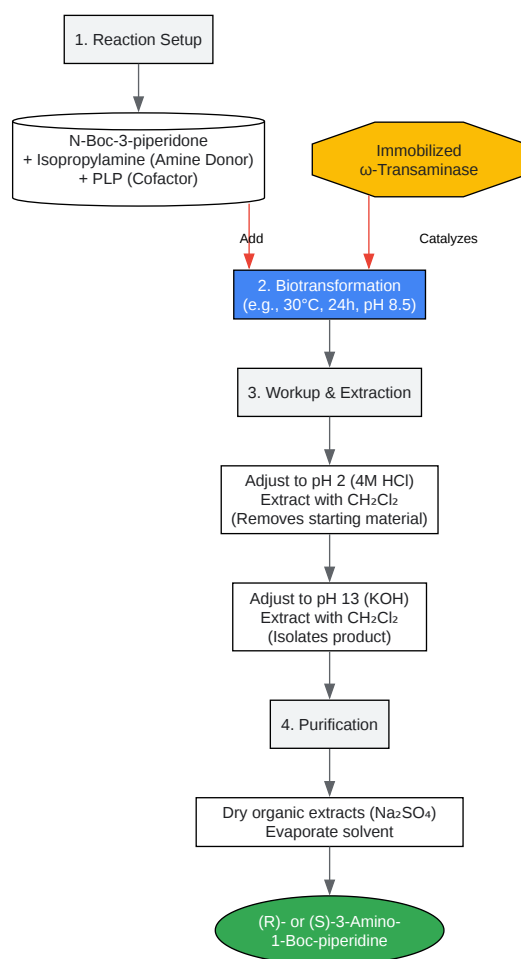 1. Reaction Setup
N-Boc-3-piperidone
+ Isopropylamine (Amine Donor)
+ PLP (Cofactor)
Immobilized
ω-Transaminase
Add
Catalyzes
2. Biotransformation
(e.g., 30°C, 24h, pH 8.5)
3. Workup & Extraction
Adjust to pH 2 (4M HCl)
Extract with CH₂Cl₂
(Removes starting material)
Adjust to pH 13 (KOH)
Extract with CH₂Cl₂
(Isolates product)
4. Purification
Dry organic extracts (Na₂SO₄)
Evaporate solvent
(R)- or (S)-3-Amino-
1-Boc-piperidine